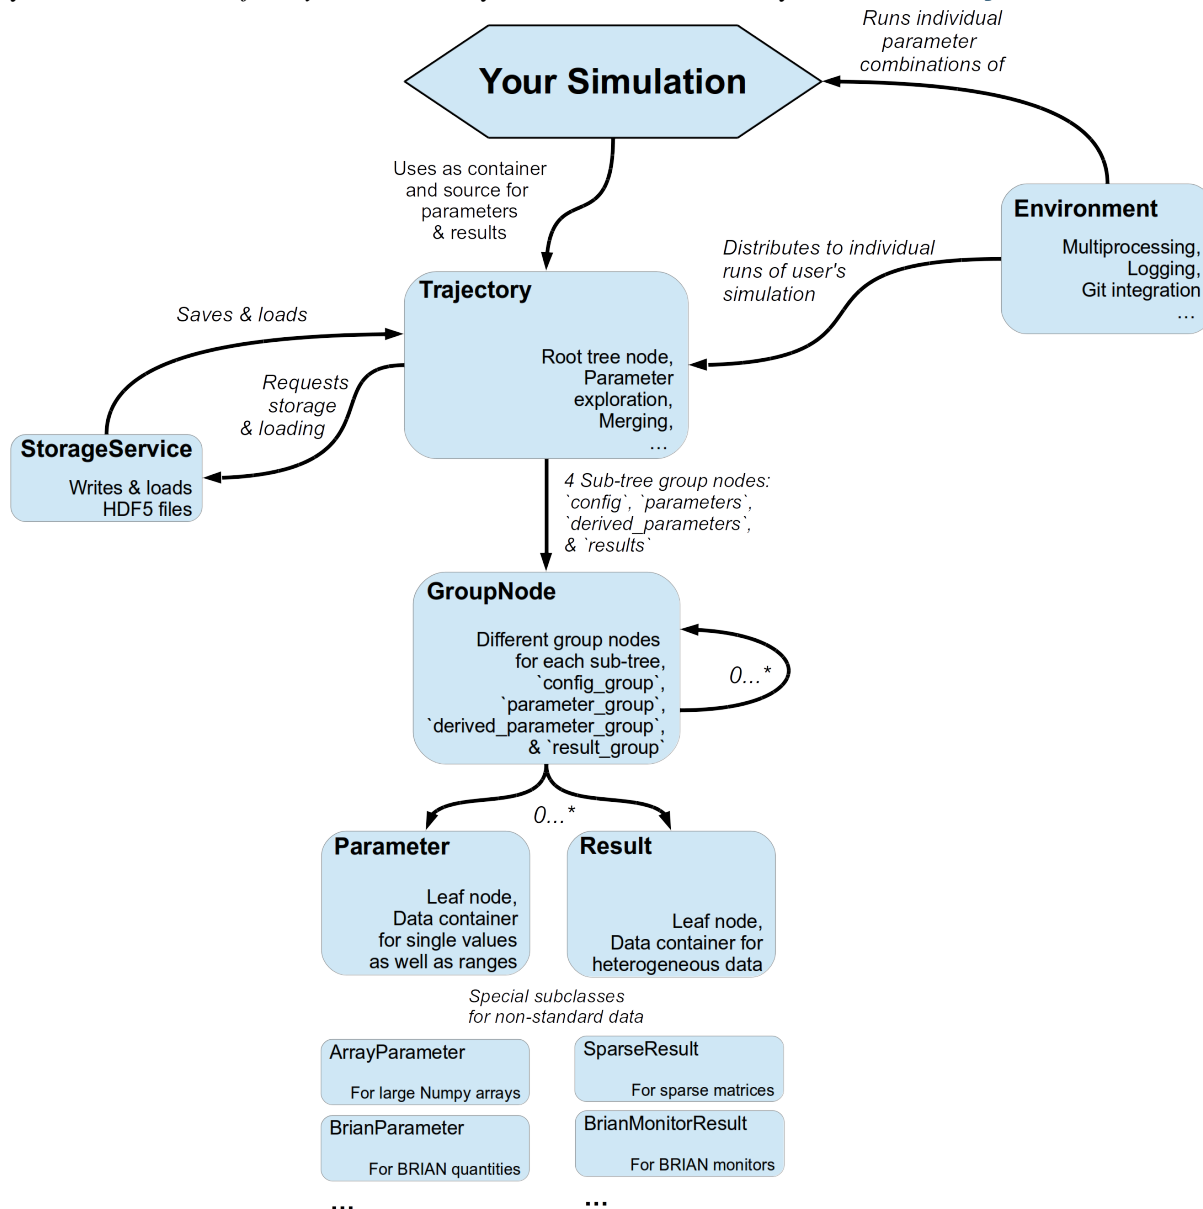 Runs individual
parameter
combinations of
Your Simulation
Uses as container
and source for
parameters
& results
Environment
Multiprocessing,
Logging,
Git integration
...
Distributes to individual
runs of user's
simulation
Trajectory
Root tree node,
Parameter
exploration,
Merging,
...
Saves & loads
Requests
storage
& loading
StorageService
Writes & loads
HDF5 files
4 Sub-tree group nodes:
`config`, `parameters`,
`derived_parameters`,
& `results`
GroupNode
Different group nodes
for each sub-tree,
`config_group`,
`parameter_group`,
`derived_parameter_group`,
& `result_group`
0...*
0...*
Parameter
Leaf node,
Data container
for single values
as well as ranges
Result
Leaf node,
Data container for
heterogeneous data
Special subclasses
for non-standard data
ArrayParameter
For large Numpy arrays
SparseResult
For sparse matrices
BrianParameter
For BRIAN quantities
BrianMonitorResult
For BRIAN monitors
...
...